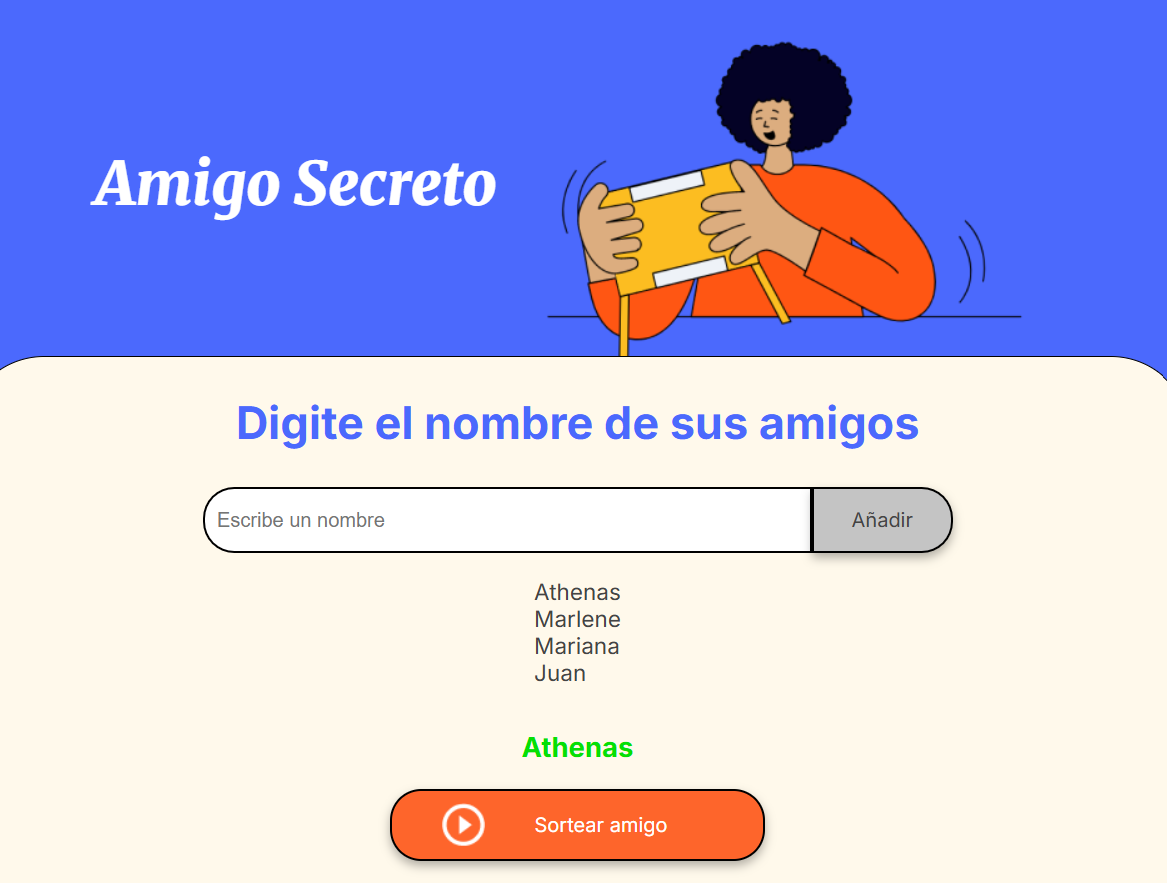 Amigo Secreto
Digite el nombre de sus amigos
Escribe un nombre
Añadir
Athenas
Marlene
Mariana
Juan
Athenas
Sortear amigo